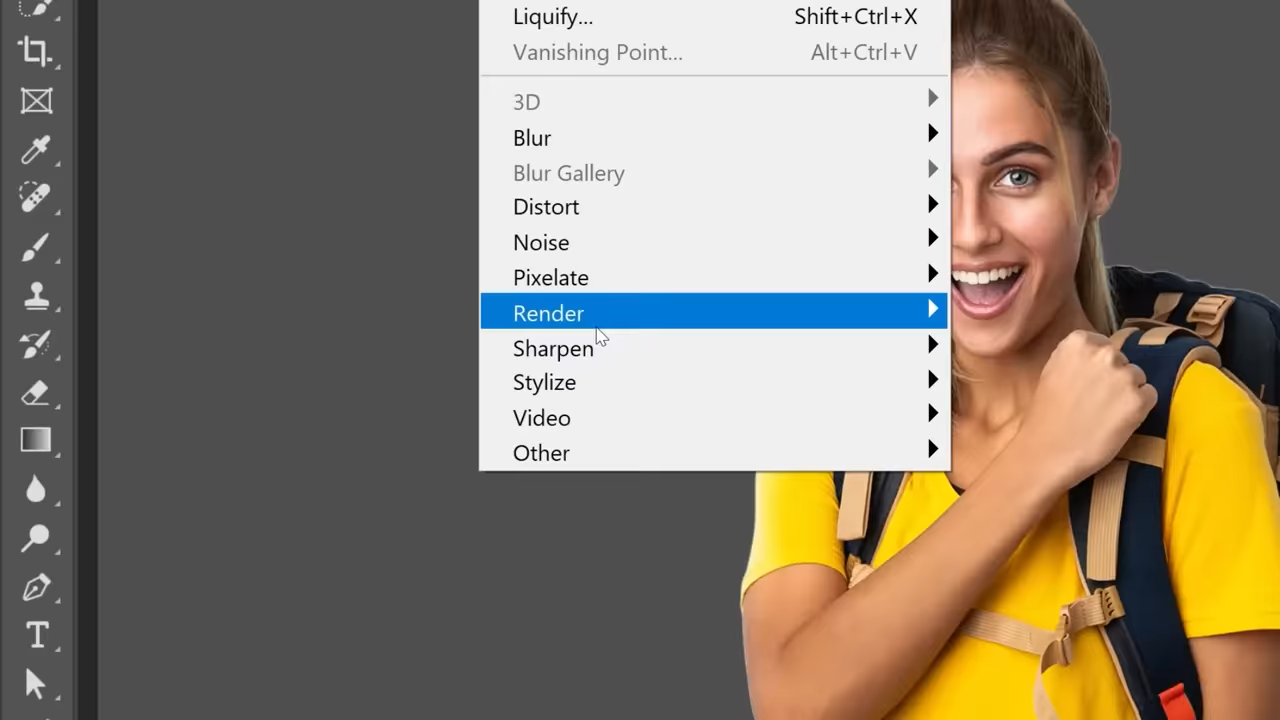 Liquify... Shift+Ctrl+X
Vanishing Point... Alt+Ctrl+V
3D
Blur
Blur Gallery
Distort
Noise
Pixelate
Render
Sharpen
Stylize
Video
Other